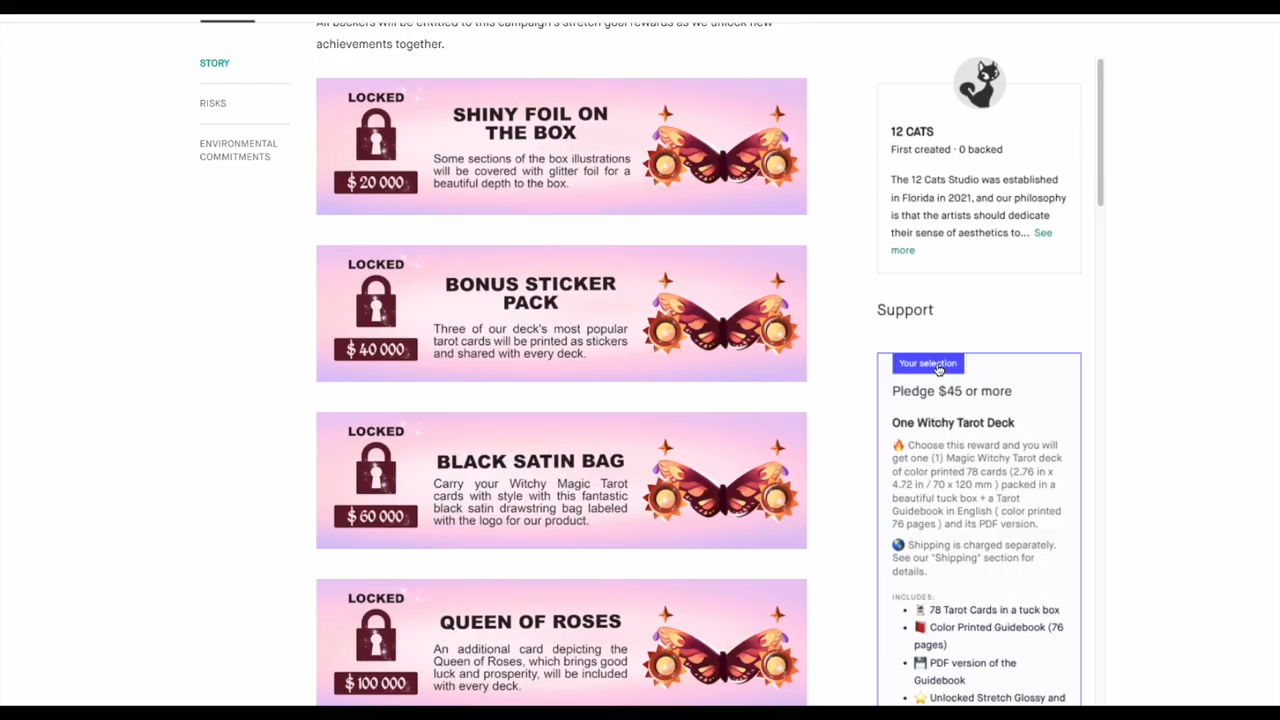 All backers will be entitled to this campaign's stretch goal rewards as we unlock new
achievements together.
STORY
RISKS
ENVIRONMENTAL
COMMITMENTS
LOCKED
$ 20 000
SHINY FOIL ON
THE BOX
Some sections of the box illustrations
will be covered with glitter foil for a
beautiful depth to the box.
LOCKED
$ 40 000
BONUS STICKER
PACK
Three of our deck's most popular
tarot cards will be printed as stickers
and shared with every deck.
LOCKED
$ 60 000
BLACK SATIN BAG
Carry your Witchy Magic Tarot
cards with style with this fantastic
black satin drawstring bag labeled
with the logo for our product.
LOCKED
$ 100 000
QUEEN OF ROSES
An additional card depicting the
Queen of Roses, which brings good
luck and prosperity, will be included
with every deck.
12 CATS
First created · 0 backed
The 12 Cats Studio was established
in Florida in 2021, and our philosophy
is that the artists should dedicate
their sense of aesthetics to... See
more
Support
Your selection
Pledge $45 or more
One Witchy Tarot Deck
🔥 Choose this reward and you will
get one (1) Magic Witchy Tarot deck
of color printed 78 cards (2.76 in x
4.72 in / 70 x 120 mm ) packed in a
beautiful tuck box + a Tarot
Guidebook in English ( color printed
76 pages ) and its PDF version.
🌎 Shipping is charged separately.
See our "Shipping" section for
details.
INCLUDES:
• 🃏 78 Tarot Cards in a tuck box
• 📕 Color Printed Guidebook (76
pages)
• 💾 PDF version of the
Guidebook
• ⭐ Unlocked Stretch Glossy and